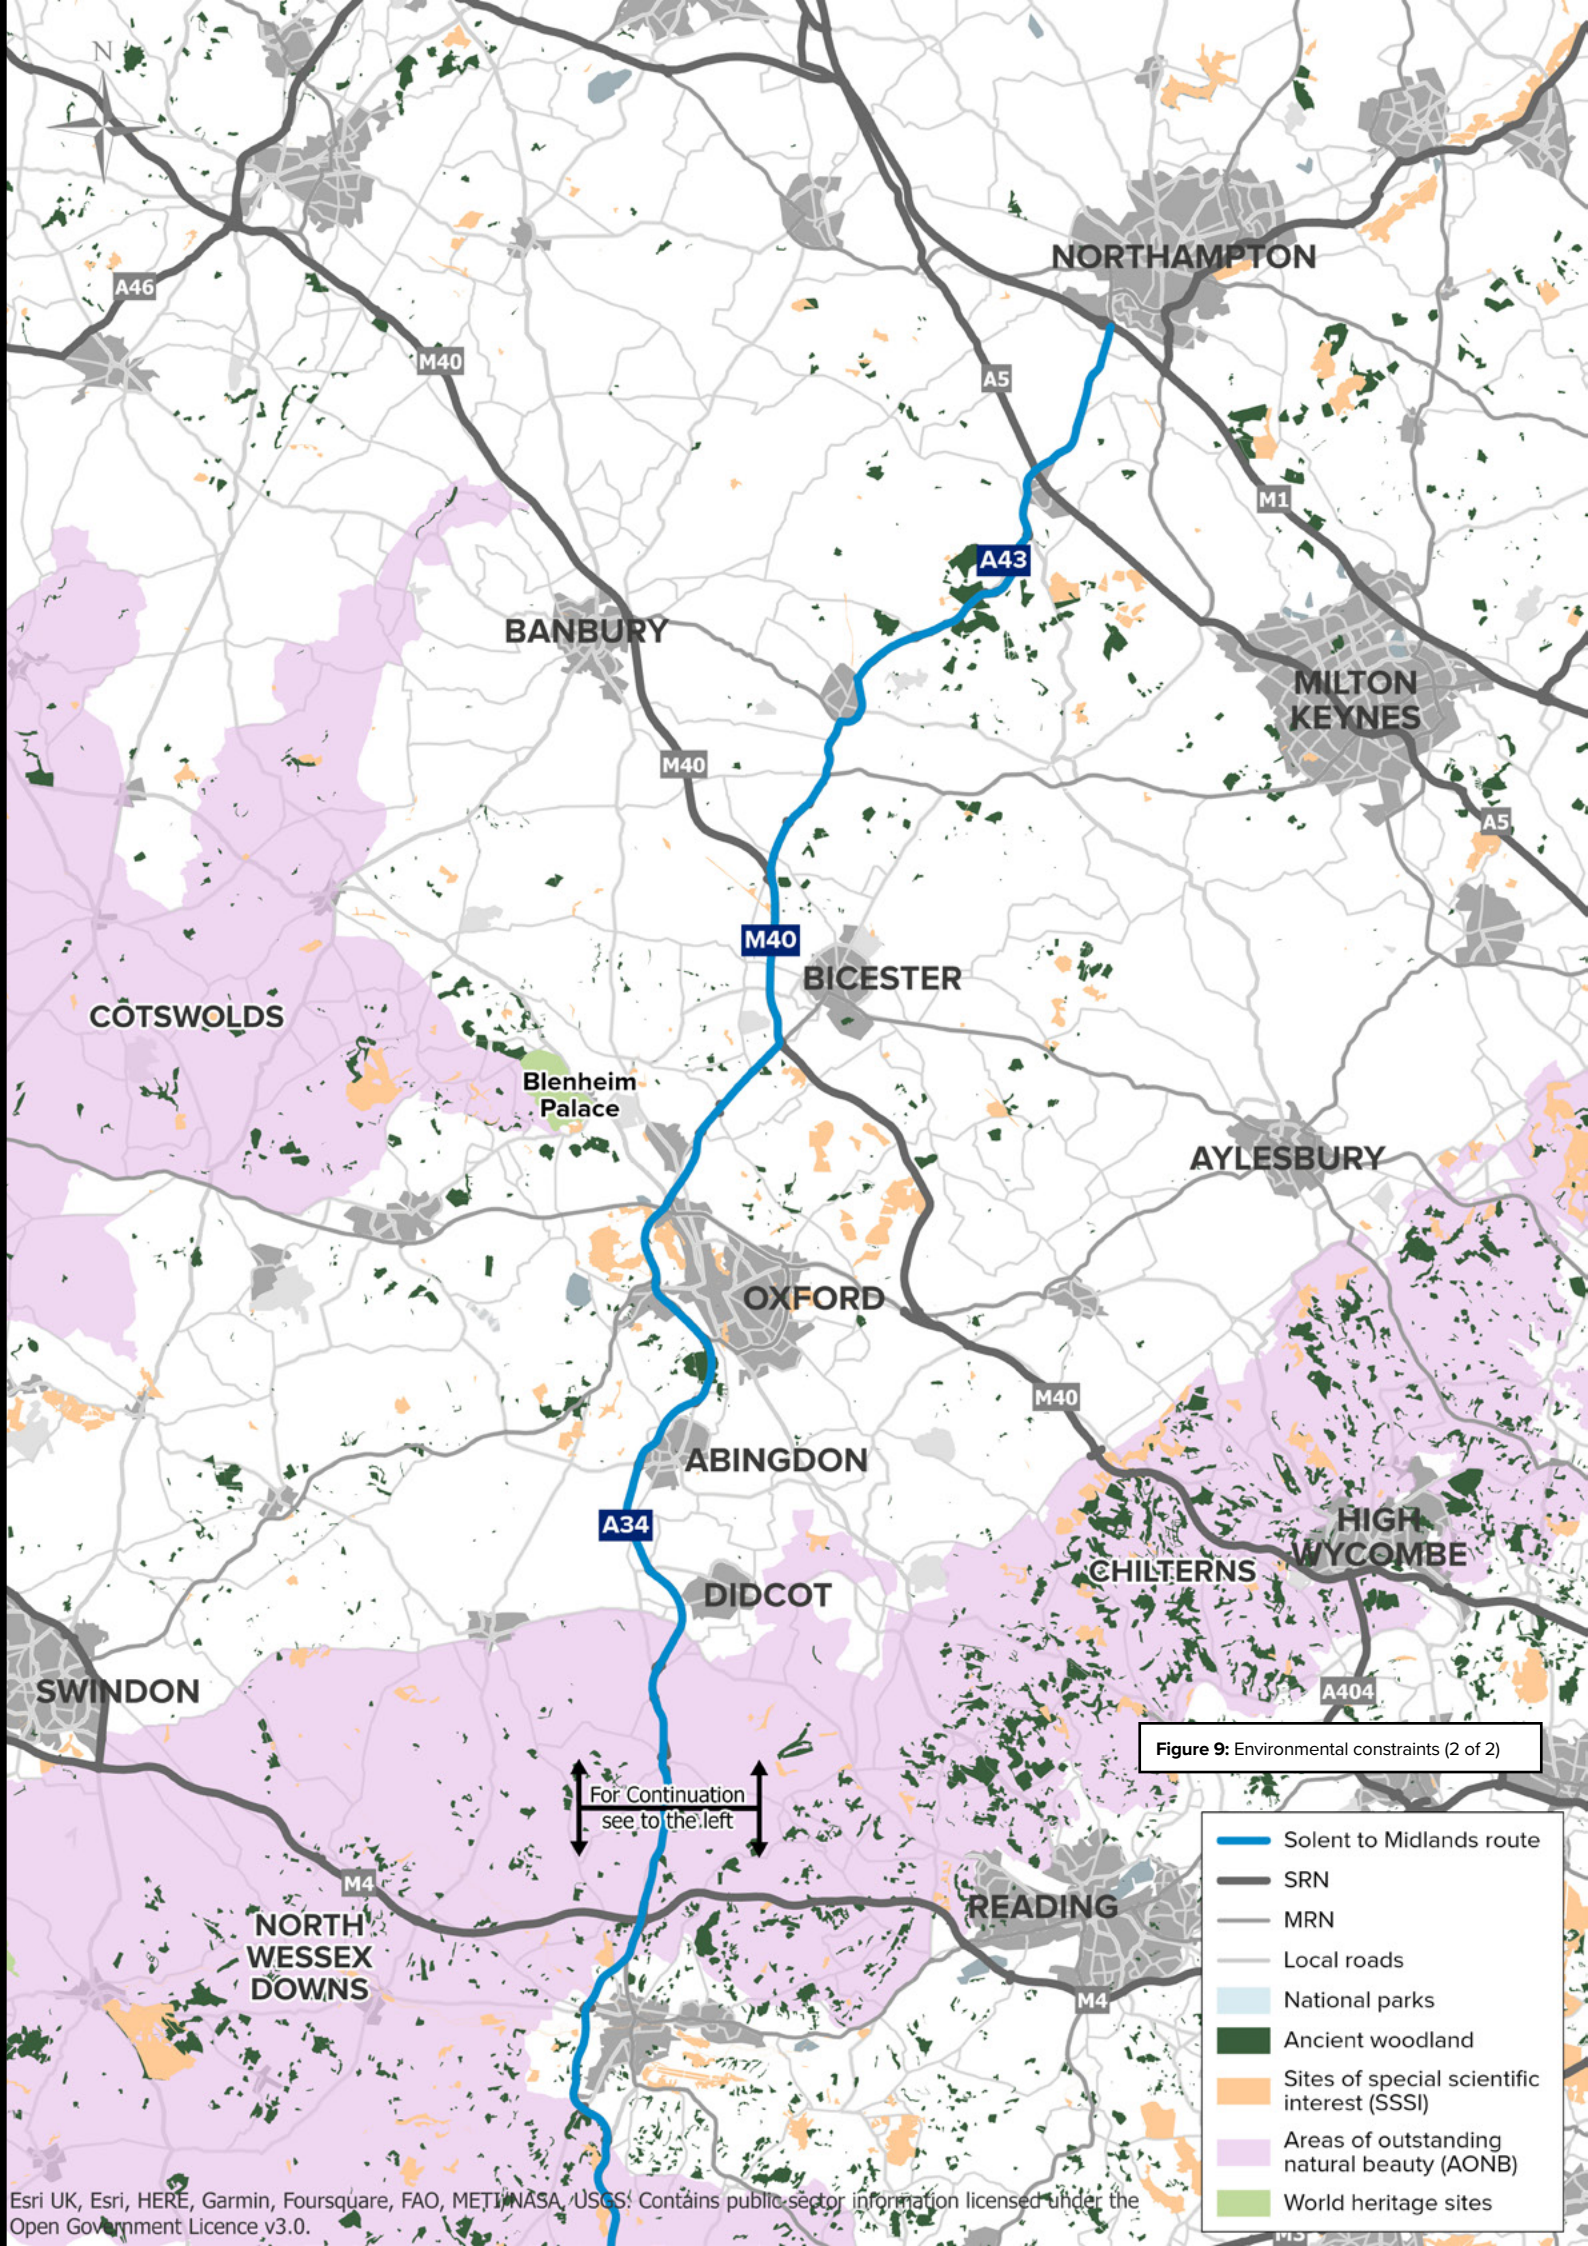 N
NORTHAMPTON
A46
M40
A5
M1
A43
BANBURY
MILTON
KEYNES
M40
A5
M40
BICESTER
COTSWOLDS
Blenheim
Palace
AYLESBURY
OXFORD
M40
ABINGDON
A34
HIGH
WYCOMBE
CHILTERNS
DIDCOT
SWINDON
A404
Figure 9: Environmental constraints (2 of 2)
For Continuation
see to the left
Solent to Midlands route
SRN
MRN
Local roads
National parks
Ancient woodland
Sites of special scientific
interest (SSSI)
Areas of outstanding
natural beauty (AONB)
World heritage sites
M4
READING
NORTH
WESSEX
DOWNS
M4
Esri UK, Esri, HERE, Garmin, Foursquare, FAO, METI/NASA, USGS: Contains public sector information licensed under the
Open Government Licence v3.0.
M3